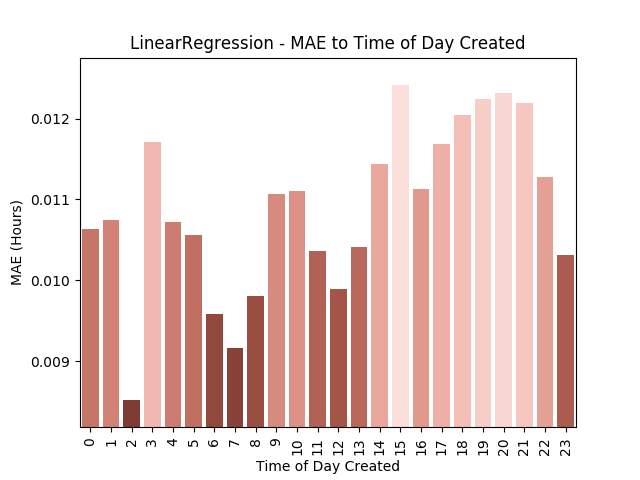 LinearRegression - MAE to Time of Day Created
0.012
0.011
0.010
0.009
MAE (Hours)
0 1 2 3 4 5 6 7 8 9 10 11 12 13 14 15 16 17 18 19 20 21 22 23
Time of Day Created